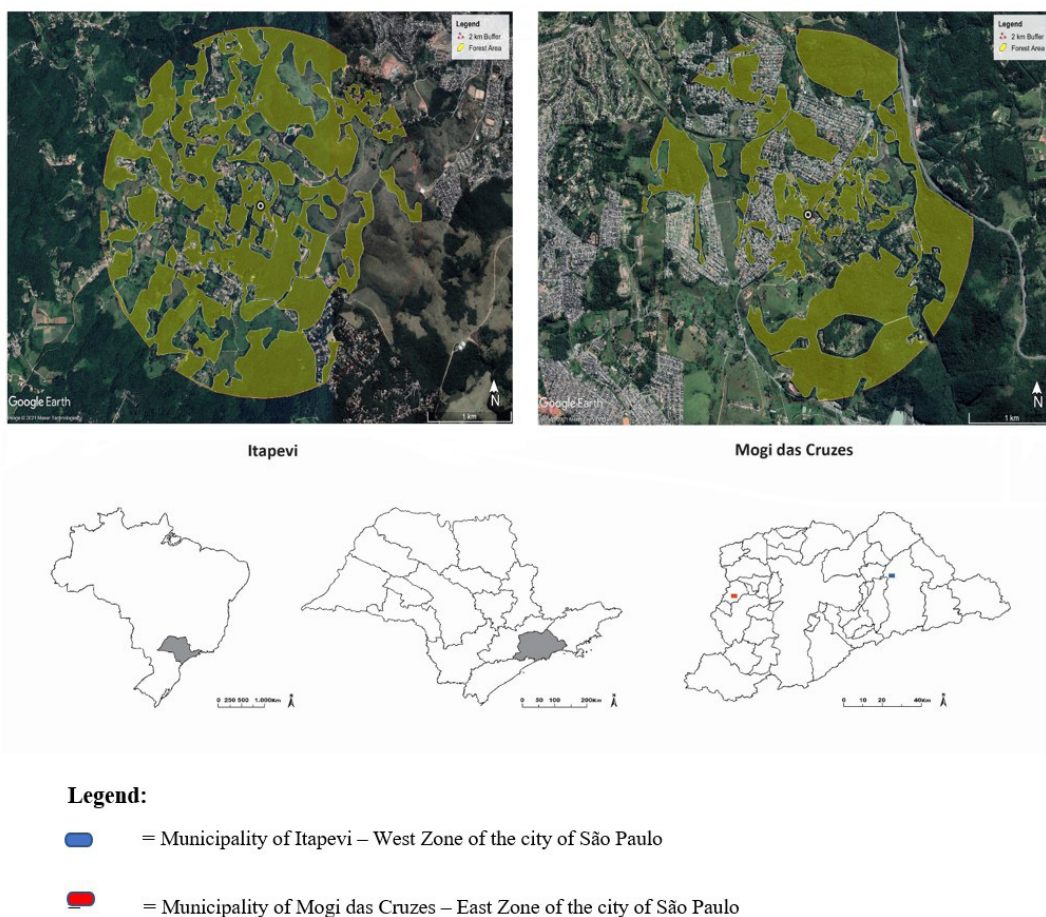 Legend
2 km Buffer
Forest Area
Google Earth
N
1 km
Legend
2 km Buffer
Forest Area
Google Earth
N
1 km
Itapevi
Mogi das Cruzes
0 250 500 1.000Km
0 50 100 200Km
0 10 20 40Km
Legend:
= Municipality of Itapevi – West Zone of the city of São Paulo
= Municipality of Mogi das Cruzes – East Zone of the city of São Paulo